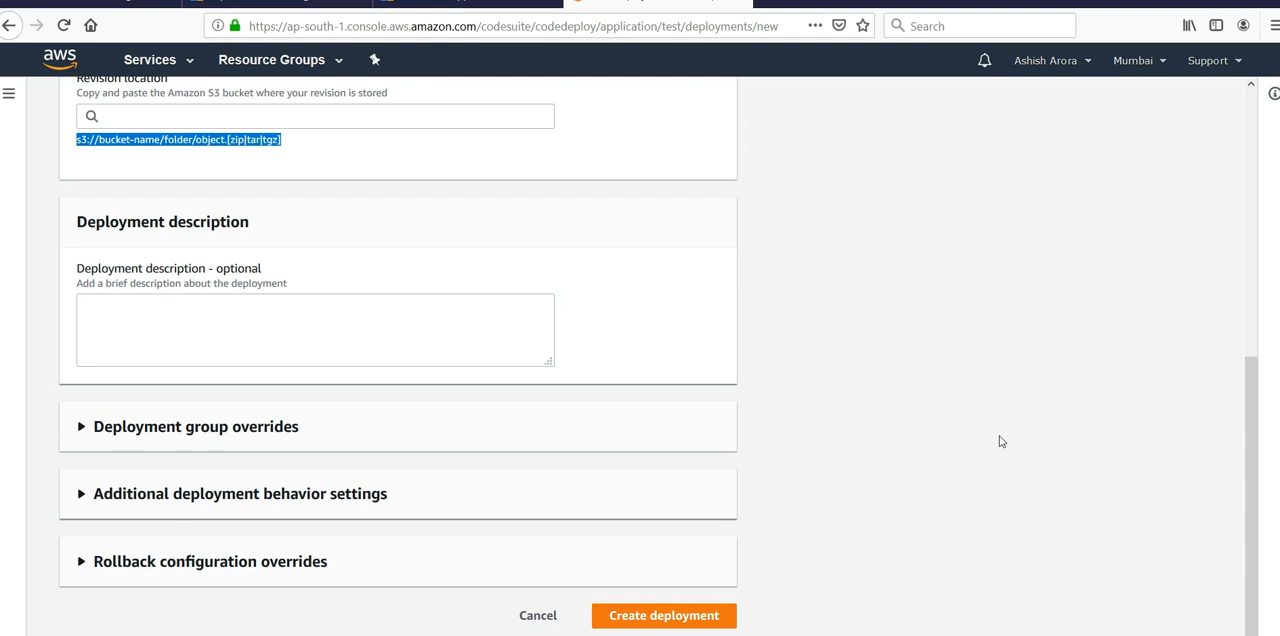 https://ap-south-1.console.aws.amazon.com/codesuite/codedeploy/application/test/deployments/new
Search
aws
Services
Resource Groups
Ashish Arora
Mumbai
Support
Revision location
Copy and paste the Amazon S3 bucket where your revision is stored
s3://bucket-name/folder/object.[zip|tar|tgz]
Deployment description
Deployment description - optional
Add a brief description about the deployment
Deployment group overrides
Additional deployment behavior settings
Rollback configuration overrides
Cancel
Create deployment